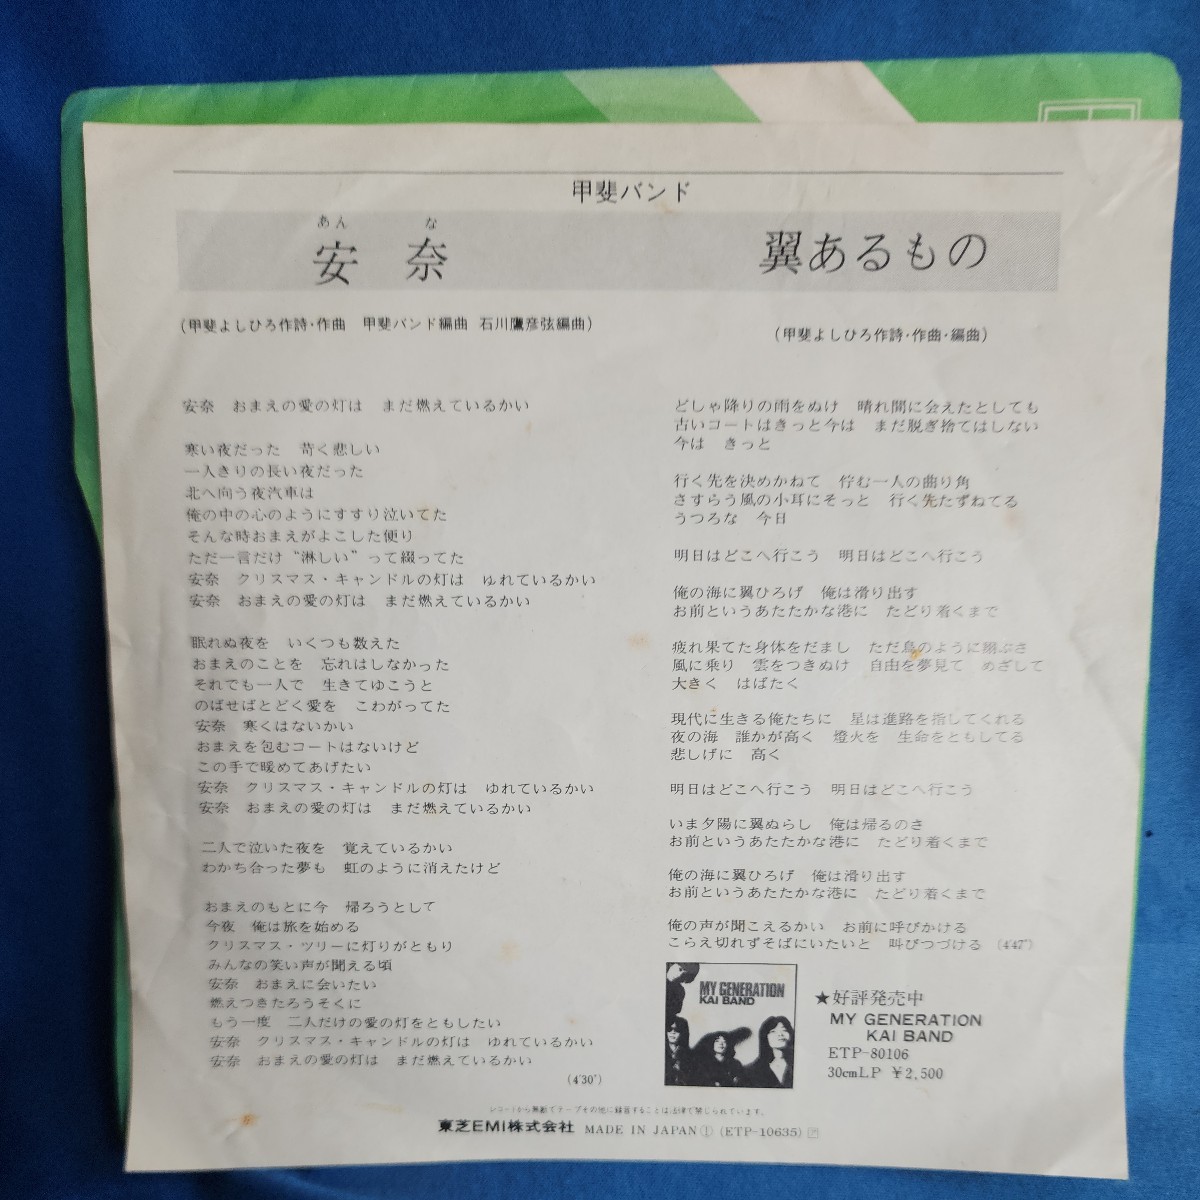 甲斐バンド
あん な
安 奈
(甲斐よしひろ作詩・作曲 甲斐バンド編曲 石川鷹彦弦編曲)
安奈 おまえの愛の灯は まだ燃えているかい
寒い夜だった 苛く悲しい
一人きりの長い夜だった
北へ向う夜汽車は
俺の中の心のようにすすり泣いてた
そんな時おまえがよこした便り
ただ一言だけ“淋しい”って綴ってた
安奈 クリスマス・キャンドルの灯は ゆれているかい
安奈 おまえの愛の灯は まだ燃えているかい
眠れぬ夜を いくつも数えた
おまえのことを 忘れはしなかった
それでも一人で 生きてゆこうと
のばせばとどく愛を こわがってた
安奈 寒くはないかい
おまえを包むコートはないけど
この手で暖めてあげたい
安奈 クリスマス・キャンドルの灯は ゆれているかい
安奈 おまえの愛の灯は まだ燃えているかい
二人で泣いた夜を 覚えているかい
わかち合った夢も 虹のように消えたけど
おまえのもとに今 帰ろうとして
今夜 俺は旅を始める
クリスマス・ツリーに灯りがともり
みんなの笑い声が聞える頃
安奈 おまえに会いたい
燃えつきたろうそくに
もう一度 二人だけの愛の灯をともしたい
安奈 クリスマス・キャンドルの灯は ゆれているかい
安奈 おまえの愛の灯は まだ燃えているかい
(4'30")
翼あるもの
(甲斐よしひろ作詩・作曲・編曲)
どしゃ降りの雨をぬけ 晴れ間に会えたとしても
古いコートはきっと今は まだ脱ぎ捨てはしない
今は きっと
行く先を決めかねて 佇む一人の曲り角
さすらう風の小耳にそっと 行く先たずねてる
うつろな 今日
明日はどこへ行こう 明日はどこへ行こう
俺の海に翼ひろげ 俺は滑り出す
お前というあたたかな港に たどり着くまで
疲れ果てた身体をだまし ただ鳥のように翔ぶさ
風に乗り 雲をつきぬけ 自由を夢見て めざして
大きく はばたく
現代に生きる俺たちに 星は進路を指してくれる
夜の海 誰かが高く 燈火を 生命をともしてる
悲しげに 高く
明日はどこへ行こう 明日はどこへ行こう
いま夕陽に翼ぬらし 俺は帰るのさ
お前というあたたかな港に たどり着くまで
俺の海に翼ひろげ 俺は滑り出す
お前というあたたかな港に たどり着くまで
俺の声が聞こえるかい お前に呼びかける
こらえ切れずそばにいたいと 叫びつづける (4'47")
MY GENERATION
KAI BAND
★好評発売中
MY GENERATION
KAI BAND
ETP-80106
30cmLP ¥2,500
レコードから無断でテープその他に録音することは法律で禁じられています。
東芝EMI株式会社 MADE IN JAPAN Ⓘ (ETP-10635)